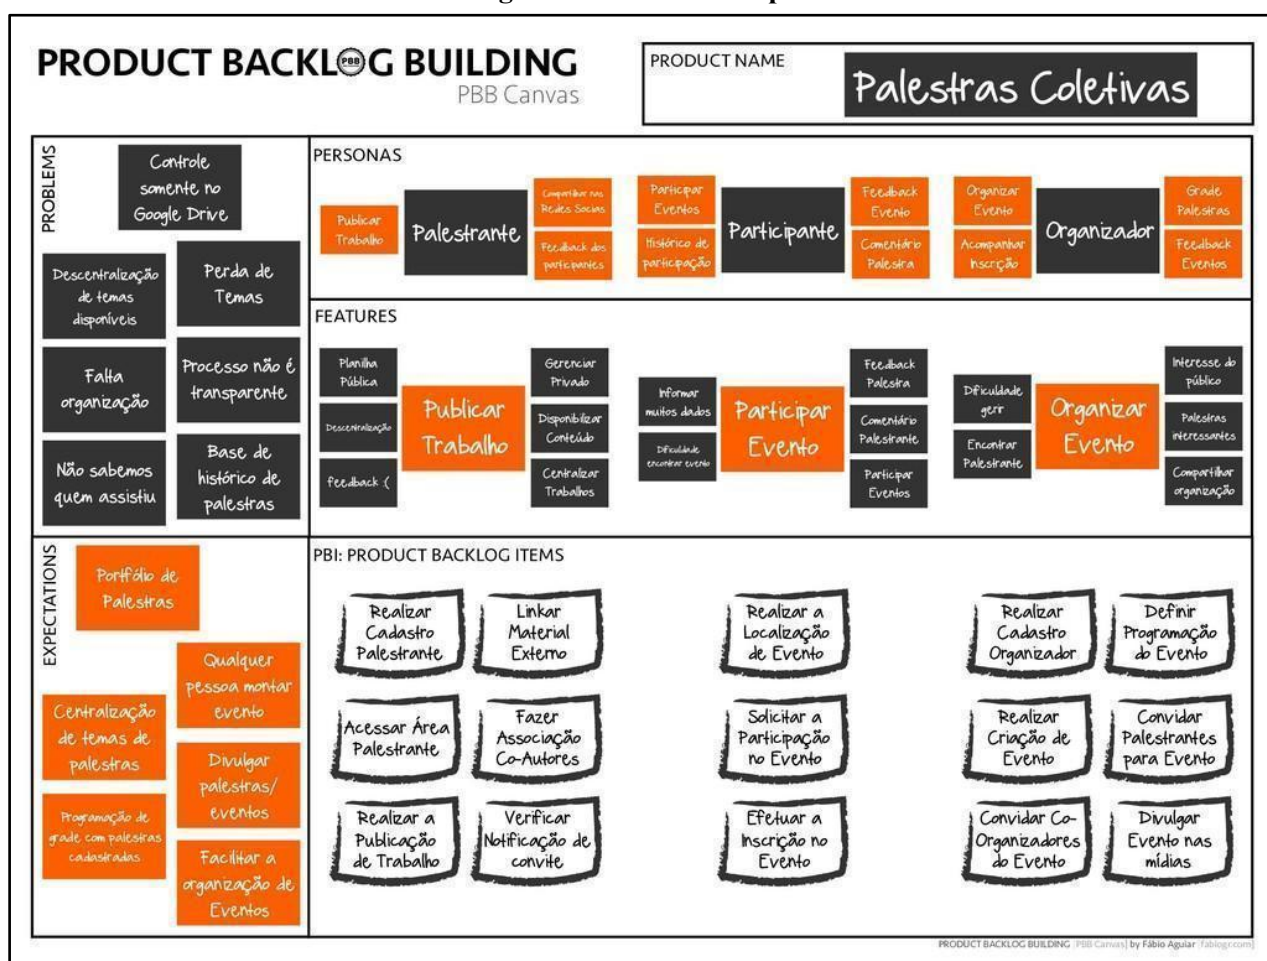 PRODUCT BACKLOG BUILDING
PBB
PBB Canvas
PRODUCT NAME
Palestras Coletivas
PROBLEMS
Controle
somente no
Google Drive
Descentralização
de temas
disponíveis
Perda de
Temas
Falta
organização
Processo não é
transparente
Não sabemos
quem assistiu
Base de
histórico de
palestras
PERSONAS
Publicar
Trabalho
Palestrante
Compartilhar nas
Redes Socias
Feedback dos
participantes
Participar
Eventos
Histórico de
participação
Participante
Feedback
Evento
Comentário
Palestra
Organizar
Evento
Acompanhar
Inscrição
Organizador
Grade
Palestras
Feedback
Eventos
FEATURES
Planilha
Pública
Descentralização
feedback :(
Publicar
Trabalho
Gerenciar
Privado
Disponibilizar
Conteúdo
Centralizar
Trabalhos
Informar
muitos dados
Dificuldade
encontrar evento
Participar
Evento
Feedback
Palestra
Comentário
Palestrante
Participar
Eventos
Dificuldade
gerir
Encontrar
Palestrante
Organizar
Evento
Interesse do
público
Palestras
interessantes
Compartilhar
organização
EXPECTATIONS
Portfólio de
Palestras
Qualquer
pessoa montar
evento
Centralização
de temas de
palestras
Divulgar
palestras/
eventos
Programação de
grade com palestras
cadastradas
Facilitar a
organização de
Eventos
PBI: PRODUCT BACKLOG ITEMS
Realizar
Cadastro
Palestrante
Linkar
Material
Externo
Acessar Área
Palestrante
Fazer
Associação
Co-Autores
Realizar a
Publicação
de Trabalho
Verificar
Notificação de
convite
Realizar a
Localização
de Evento
Solicitar a
Participação
no Evento
Efetuar a
Inscrição no
Evento
Realizar
Cadastro
Organizador
Definir
Programação
do Evento
Realizar
Criação de
Evento
Convidar
Palestrantes
para Evento
Convidar Co-
Organizadores
do Evento
Divulgar
Evento nas
mídias
PRODUCT BACKLOG BUILDING [PBB Canvas] by Fábio Aguiar [fabiogr.com]